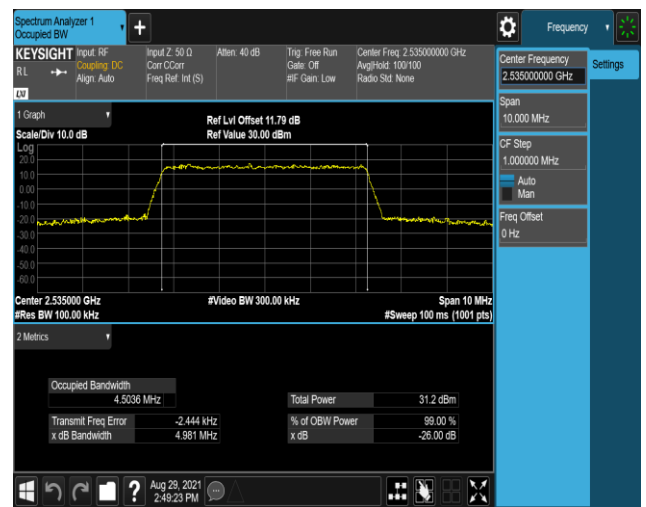 Spectrum Analyzer 1
Occupied BW
+
Frequency
KEYSIGHT
RL
LXI
Input: RF
Coupling: DC
Align: Auto
Input Z: 50 Ω
Corr CCorr
Freq Ref: Int (S)
Atten: 40 dB
Trig: Free Run
Gate: Off
#IF Gain: Low
Center Freq: 2.535000000 GHz
Avg|Hold: 100/100
Radio Std: None
Center Frequency
2.535000000 GHz
Settings
Span
10.000 MHz
CF Step
1.000000 MHz
Auto
Man
Freq Offset
0 Hz
1 Graph
Scale/Div 10.0 dB
Ref Lvl Offset 11.79 dB
Ref Value 30.00 dBm
Log
20.0
10.0
0.00
-10.0
-20.0
-30.0
-40.0
-50.0
-60.0
Center 2.535000 GHz
#Res BW 100.00 kHz
#Video BW 300.00 kHz
Span 10 MHz
#Sweep 100 ms (1001 pts)
2 Metrics
Occupied Bandwidth
4.5036 MHz
Total Power 31.2 dBm
Transmit Freq Error -2.444 kHz
% of OBW Power 99.00 %
x dB Bandwidth 4.981 MHz
x dB -26.00 dB
?
Aug 29, 2021
2:49:23 PM